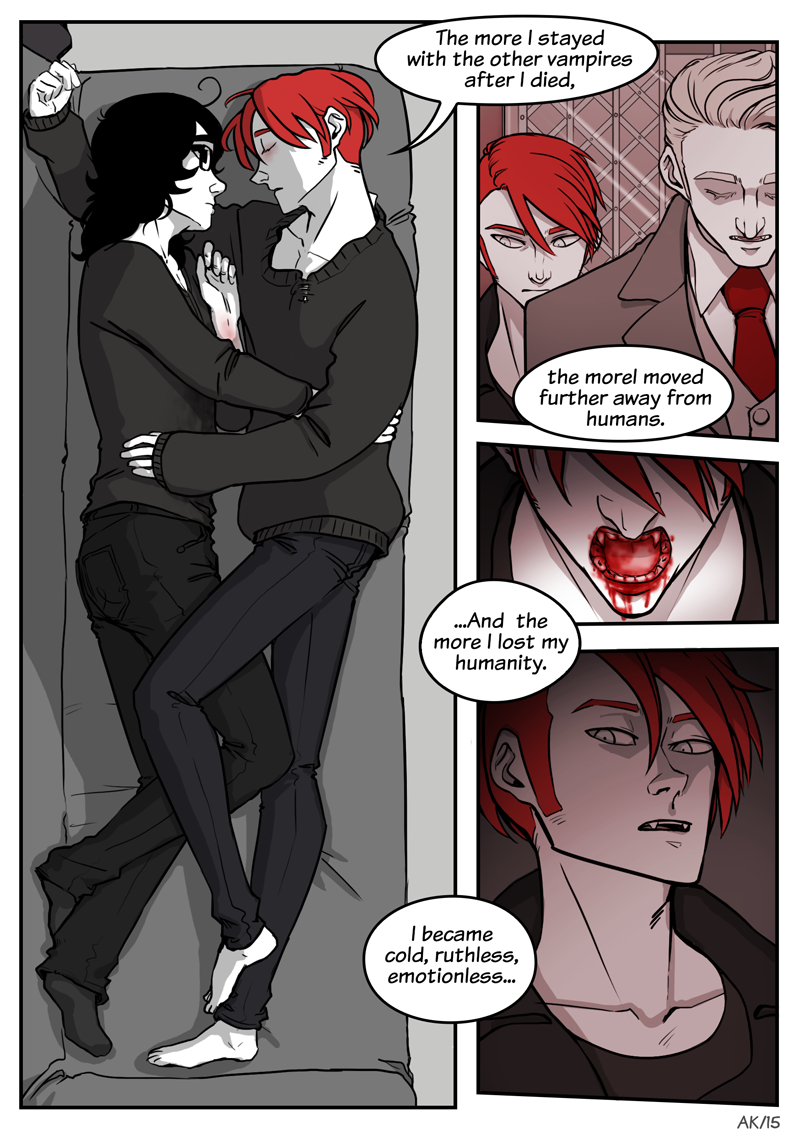 The more I stayed
with the other vampires
after I died,
the moreI moved
further away from
humans.
...And the
more I lost my
humanity.
I became
cold, ruthless,
emotionless...
AK/15